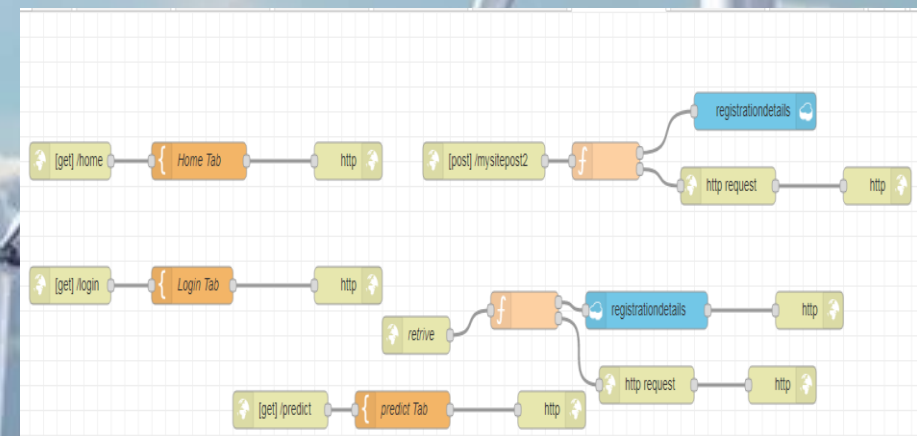 registrationdetails
[get] /home
Home Tab
http
[post] /mysitepost2
http request
http
[get] /login
Login Tab
http
registrationdetails
http
retrive
http request
http
[get] /predict
predict Tab
http